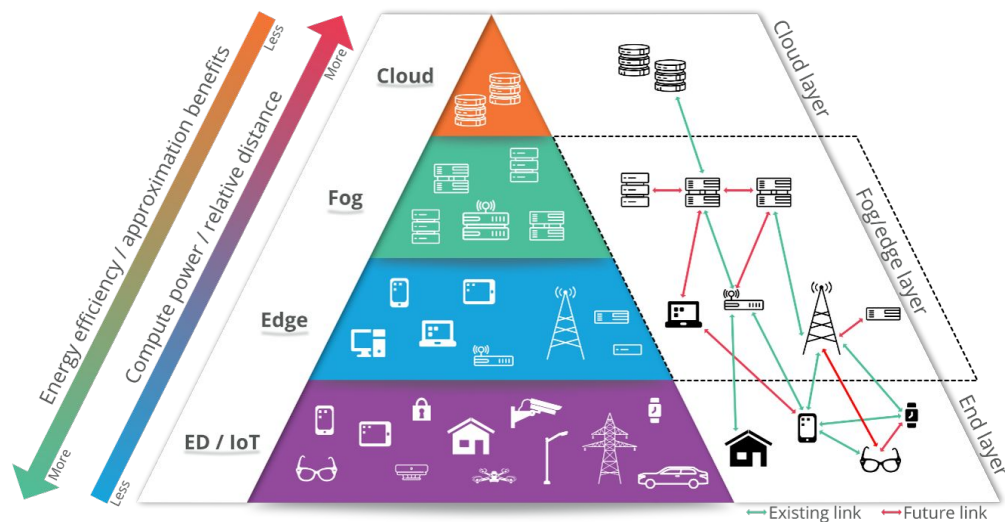 Energy efficiency / approximation benefits
Less
More
Compute power / relative distance
More
Less
Cloud
Fog
Edge
ED / IoT
Cloud layer
Fog/edge layer
End layer
Existing link
Future link